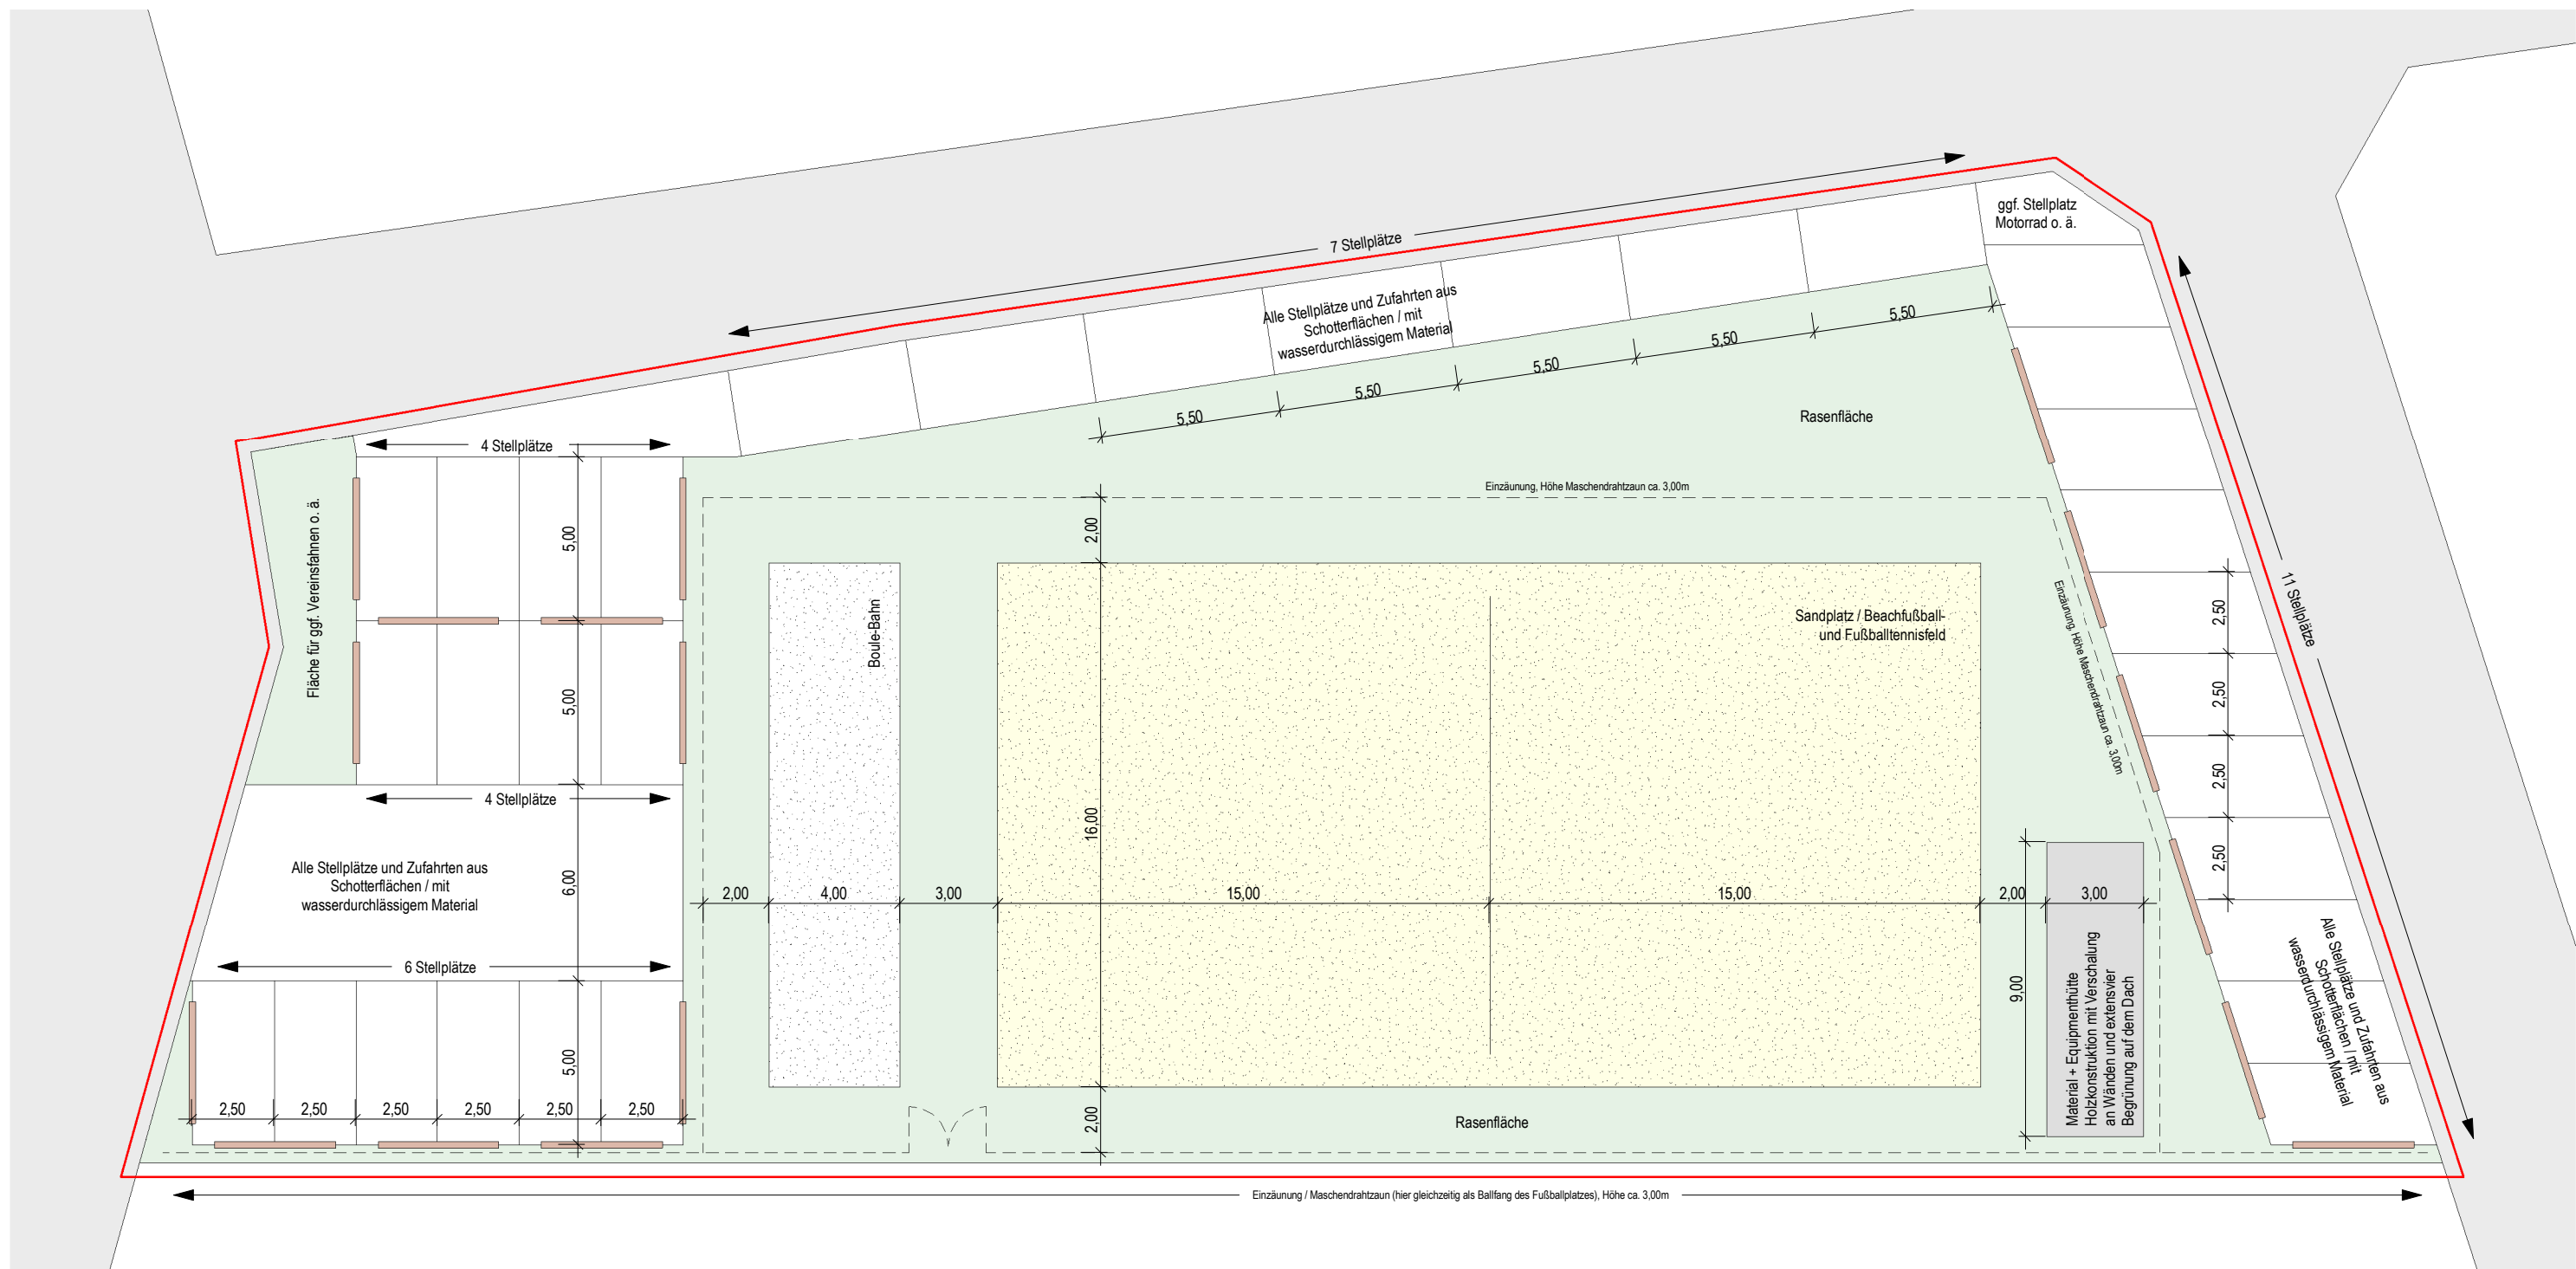 ggf. Stellplatz
Motorrad o. ä.
7 Stellplätze
Alle Stellplätze und Zufahrten aus
Schotterflächen / mit
wasserdurchlässigem Material
5,50
5,50
5,50
5,50
5,50
Rasenfläche
4 Stellplätze
Einzäunung, Höhe Maschendrahtzaun ca. 3,00m
Fläche für ggf. Vereinsfahnen o. ä.
5,00
5,00
6,00
5,00
4 Stellplätze
Alle Stellplätze und Zufahrten aus
Schotterflächen / mit
wasserdurchlässigem Material
6 Stellplätze
2,50
2,50
2,50
2,50
2,50
2,50
Boule-Bahn
2,00
16,00
2,00
Sandplatz / Beachfußball-
und Fußballtennisfeld
2,00
4,00
3,00
15,00
15,00
2,00
3,00
9,00
Material + Equipmenthütte
Holzkonstruktion mit Verschalung
an Wänden und extensvier
Begrünung auf dem Dach
Einzäunung, Höhe Maschendrahtzaun ca. 3,00m
11 Stellplätze
2,50
2,50
2,50
2,50
Alle Stellplätze und Zufahrten aus
Schotterflächen / mit
wasserdurchlässigem Material
Rasenfläche
Einzäunung / Maschendrahtzaun (hier gleichzeitig als Ballfang des Fußballplatzes), Höhe ca. 3,00m